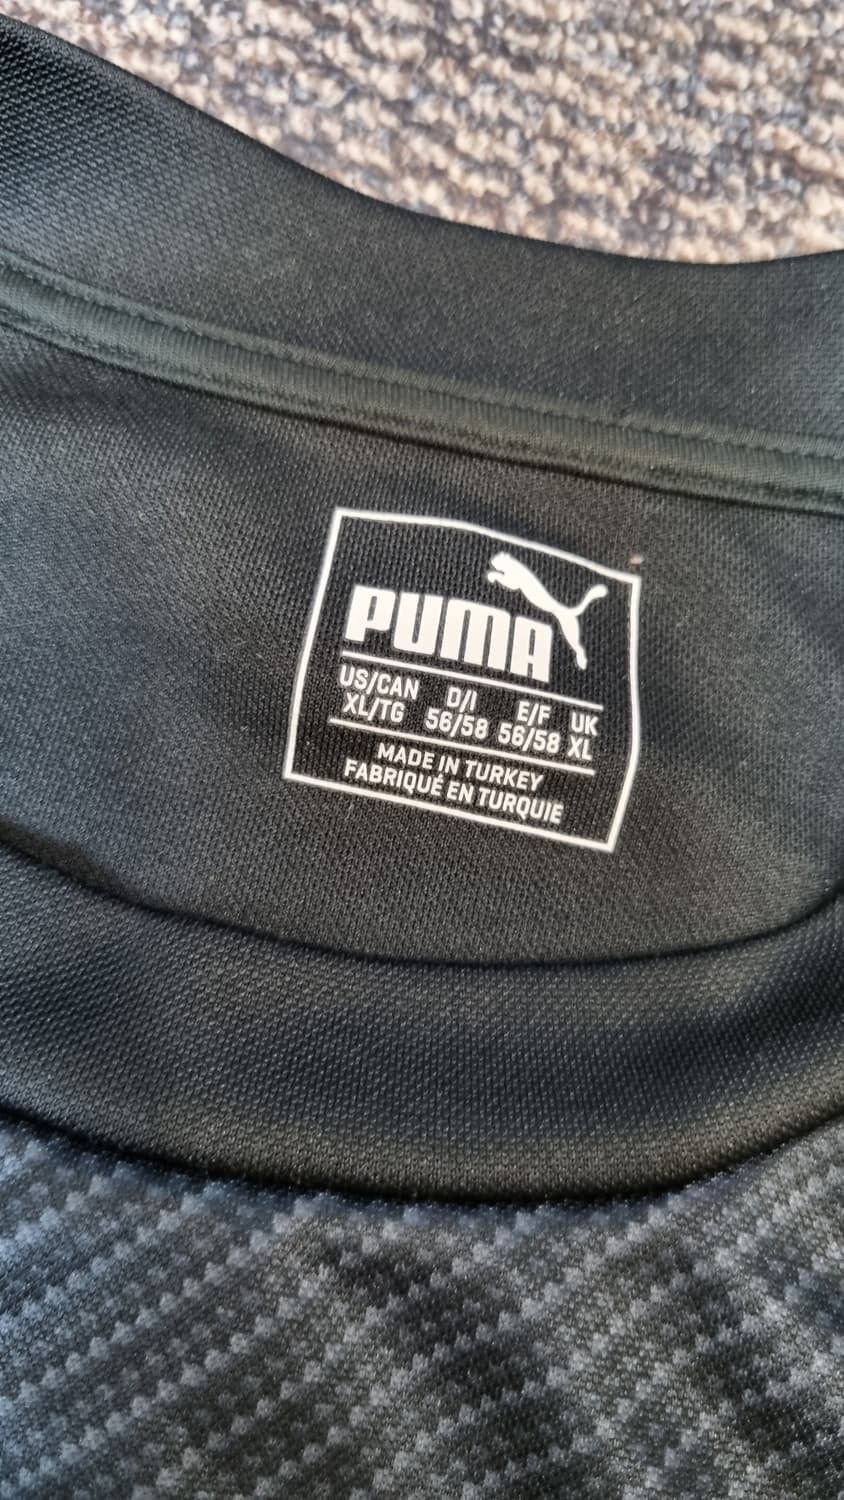 PUMA
US/CAN D/I E/F UK
XL/TG 56/58 56/58 XL
MADE IN TURKEY
FABRIQUÉ EN TURQUIE